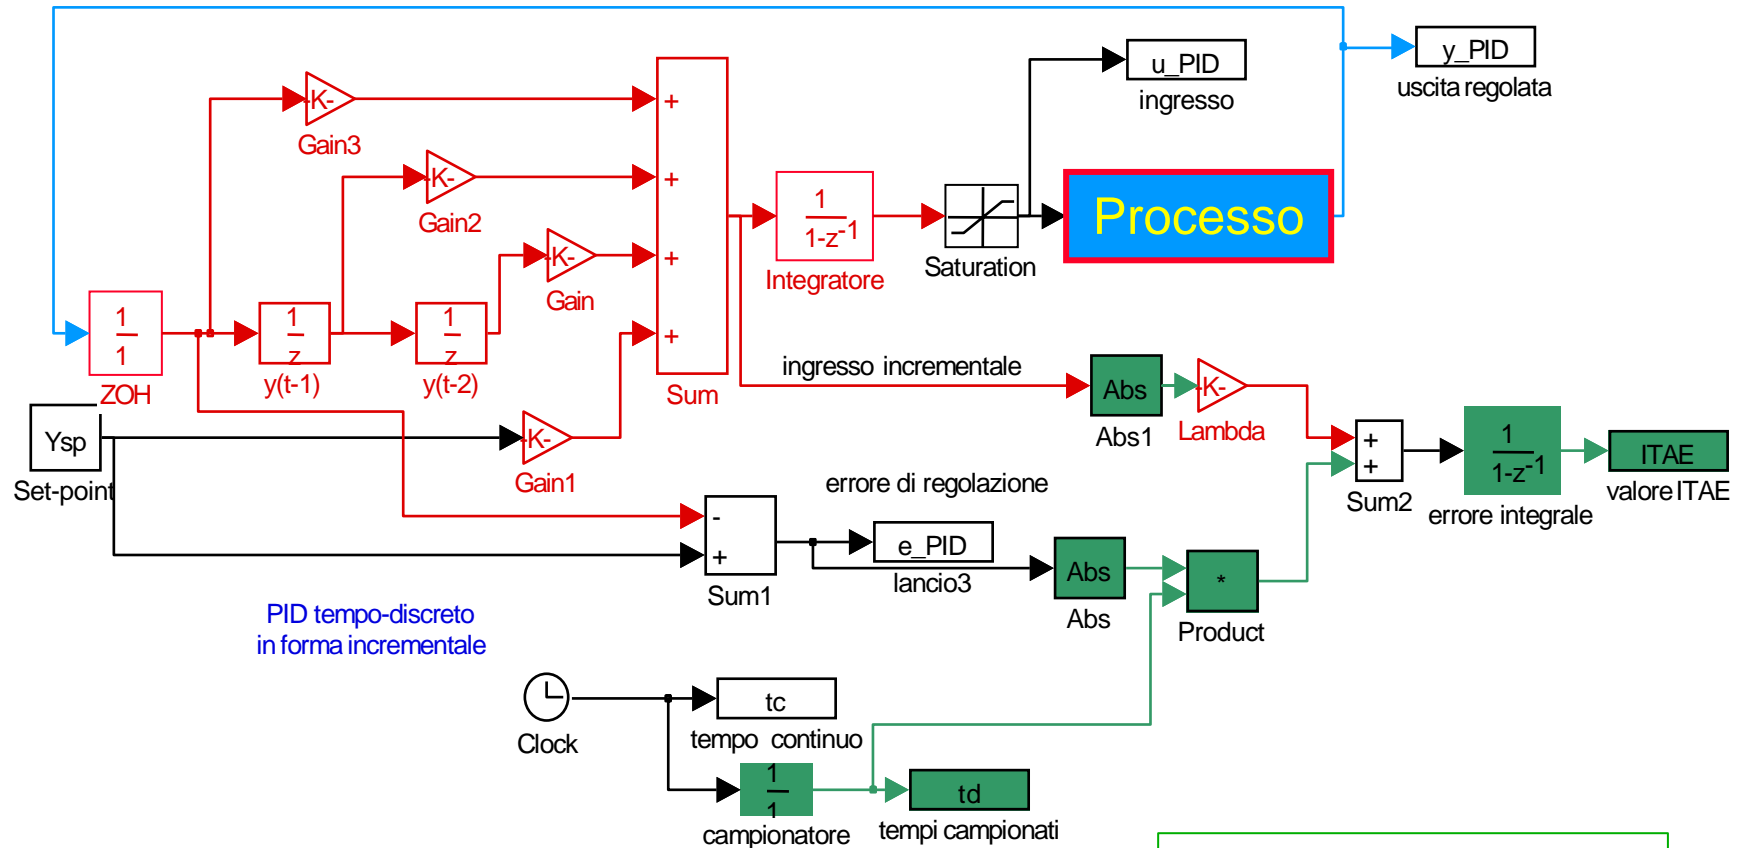 y_PID
uscita regolata
u_PID
ingresso
-K-
Gain3
+
-K-
Gain2
+
1
1-z-1
Integratore
Saturation
Processo
-K-
Gain
+
1
1
ZOH
1
z
y(t-1)
1
z
y(t-2)
+
Sum
ingresso incrementale
Abs
Abs1
-K-
Lambda
Ysp
Set-point
-K-
Gain1
+
+
Sum2
1
1-z-1
errore integrale
ITAE
valore ITAE
errore di regolazione
-
+
Sum1
e_PID
lancio3
Abs
Abs
*
Product
PID tempo-discreto
in forma incrementale
Clock
tc
tempo continuo
1
1
campionatore
td
tempi campionati